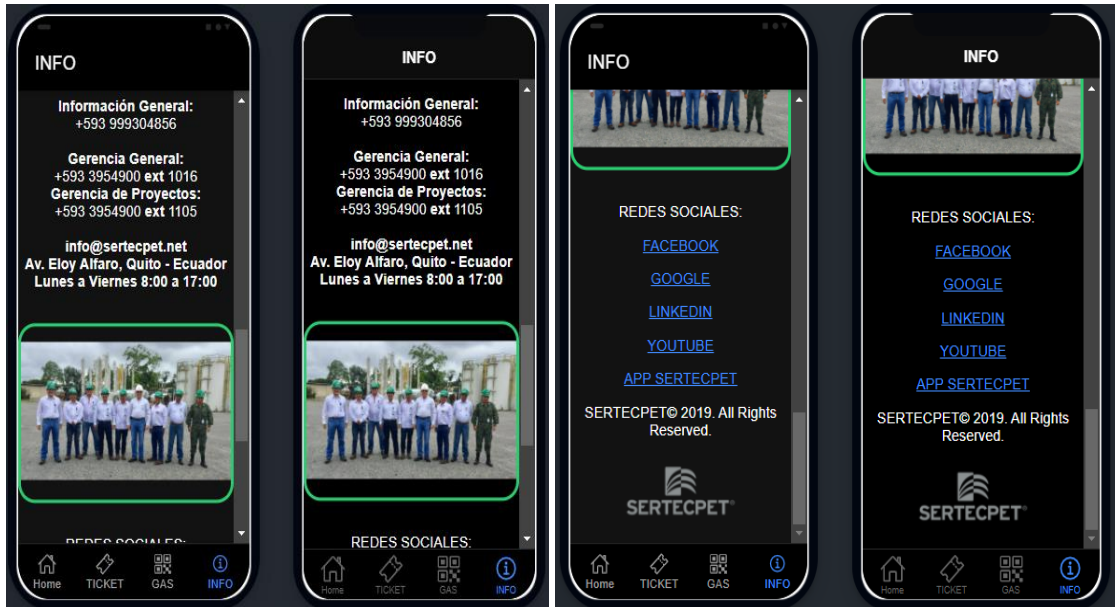 INFO
Información General:
+593 999304856
Gerencia General:
+593 3954900 ext 1016
Gerencia de Proyectos:
+593 3954900 ext 1105
info@sertecpet.net
Av. Eloy Alfaro, Quito - Ecuador
Lunes a Viernes 8:00 a 17:00
REDES SOCIALES:
Home TICKET GAS INFO
INFO
Información General:
+593 999304856
Gerencia General:
+593 3954900 ext 1016
Gerencia de Proyectos:
+593 3954900 ext 1105
info@sertecpet.net
Av. Eloy Alfaro, Quito - Ecuador
Lunes a Viernes 8:00 a 17:00
REDES SOCIALES:
Home TICKET GAS INFO
INFO
REDES SOCIALES:
FACEBOOK
GOOGLE
LINKEDIN
YOUTUBE
APP SERTECPET
SERTECPET© 2019. All Rights
Reserved.
SERTECPET®
Home TICKET GAS INFO
INFO
REDES SOCIALES:
FACEBOOK
GOOGLE
LINKEDIN
YOUTUBE
APP SERTECPET
SERTECPET© 2019. All Rights
Reserved.
SERTECPET®
Home TICKET GAS INFO